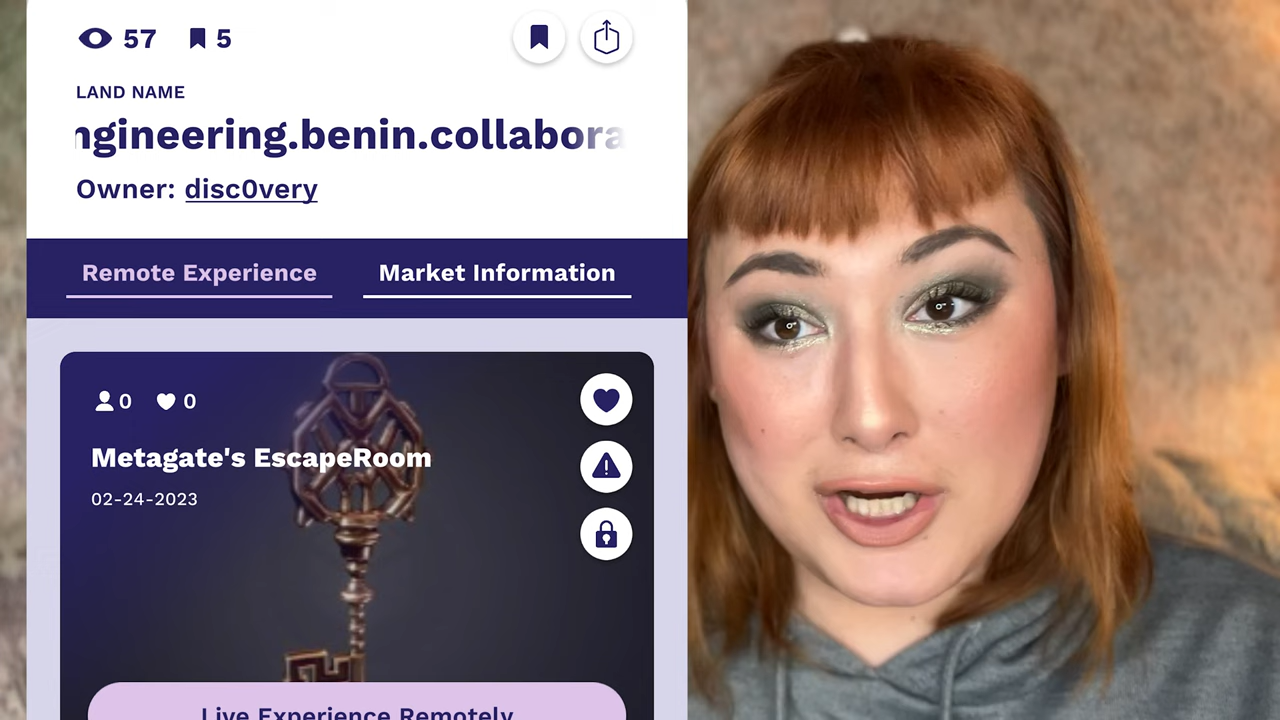 57 5
LAND NAME
ngineering.benin.collabora
Owner: disc0very
Remote Experience Market Information
0 0
Metagate's EscapeRoom
02-24-2023
Live Experience Remotely